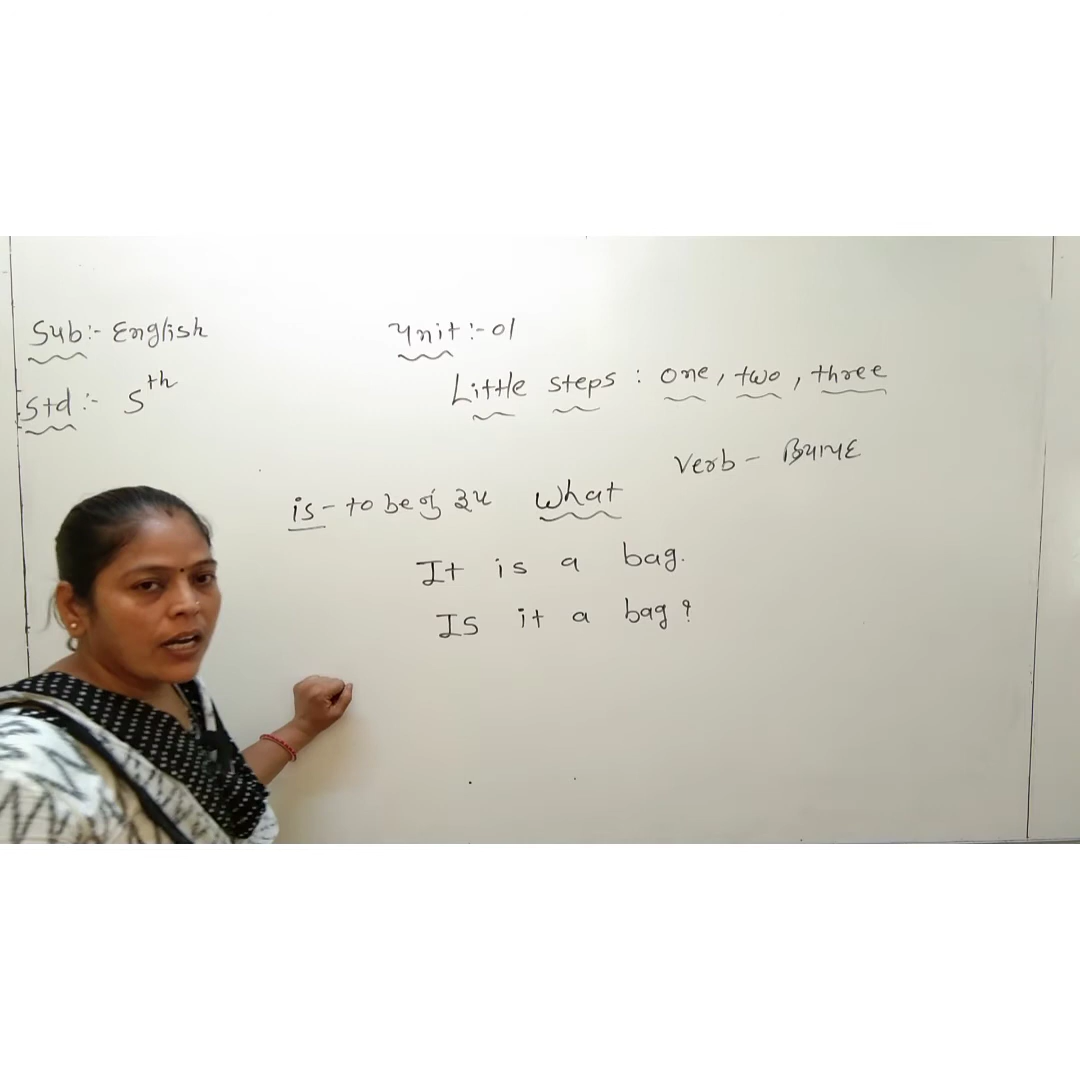 Sub:- English
Unit:- 01
Std:- 5th
Little steps : one, two, three
Verb - ક્રિયાપદ
is - to be નું રૂપ what
It is a bag.
Is it a bag ?